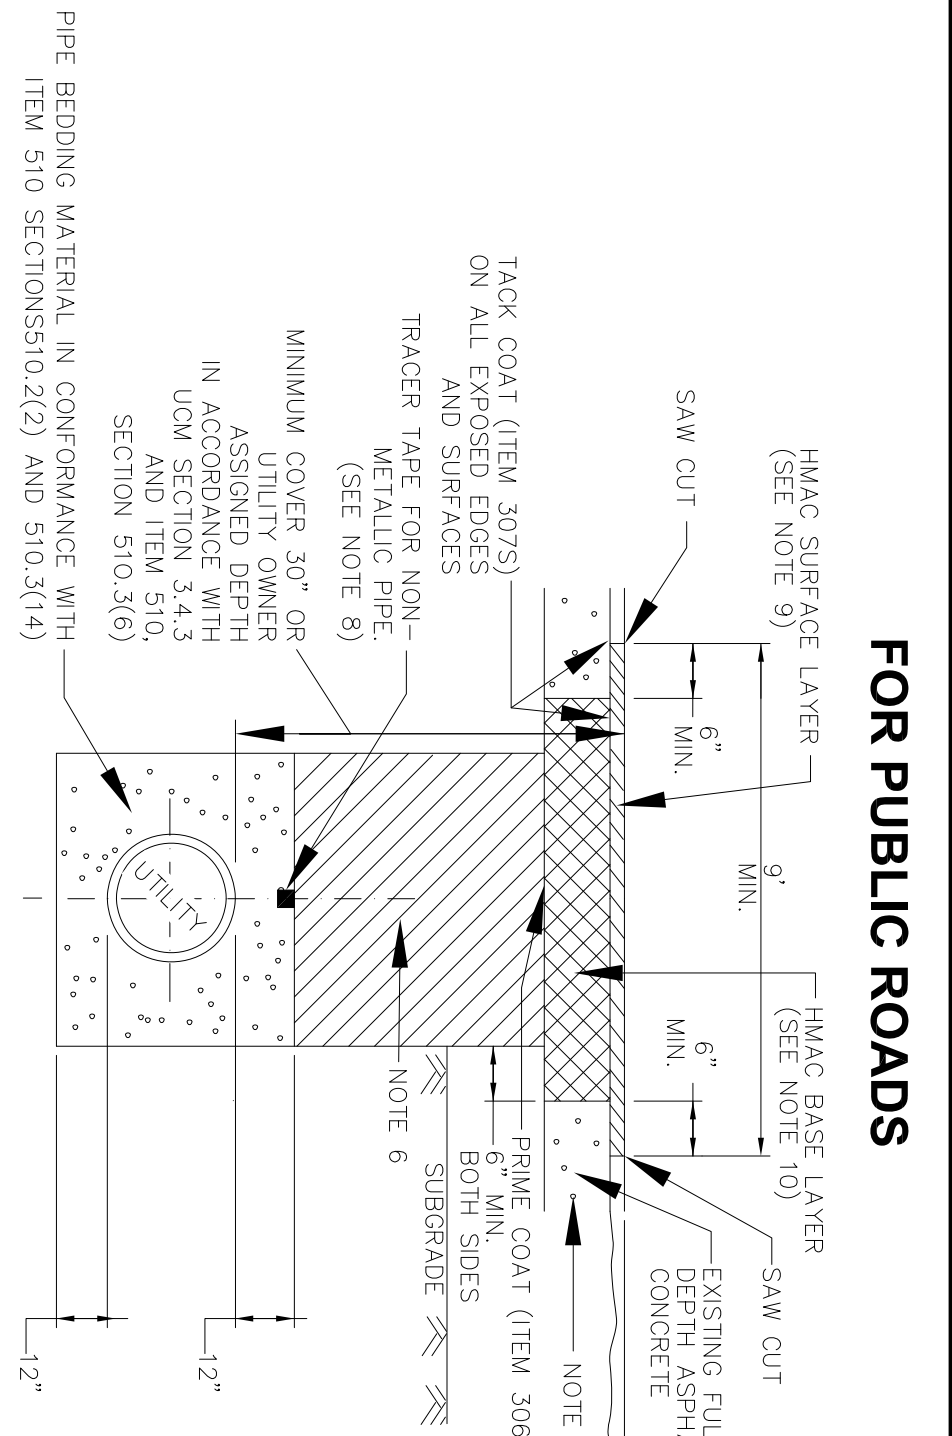 FOR PUBLIC ROADS
HMAC SURFACE LAYER
(SEE NOTE 9)
HMAC BASE LAYER
(SEE NOTE 10)
SAW CUT
SAW CUT
9'
MIN.
6"
MIN.
6"
MIN.
EXISTING FUL
DEPTH ASPH
CONCRETE
NOTE
TACK COAT (ITEM 307S)
ON ALL EXPOSED EDGES
AND SURFACES
PRIME COAT (ITEM 306
6" MIN.
BOTH SIDES
SUBGRADE
TRACER TAPE FOR NON-
METALLIC PIPE.
(SEE NOTE 8)
NOTE 6
MINIMUM COVER 30" OR
UTILITY OWNER
ASSIGNED DEPTH
IN ACCORDANCE WITH
UCM SECTION 3.4.3
AND ITEM 510,
SECTION 510.3(6)
UTILITY
12"
12"
PIPE BEDDING MATERIAL IN CONFORMANCE WITH
ITEM 510 SECTIONS510.2(2) AND 510.3(14)